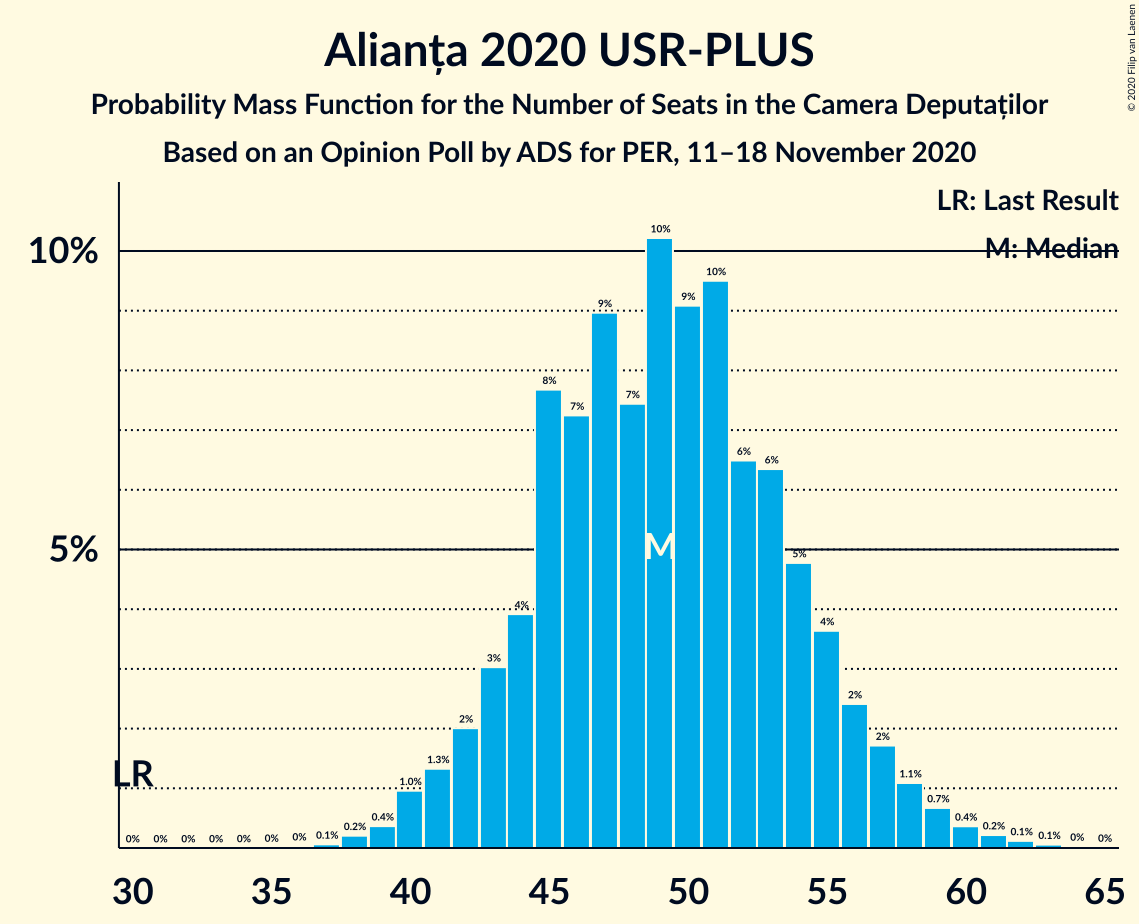 Alianța 2020 USR-PLUS
Probability Mass Function for the Number of Seats in the Camera Deputaților
Based on an Opinion Poll by ADS for PER, 11–18 November 2020
© 2020 Filip van Laenen
LR: Last Result
M: Median
10%
5%
LR
M
0% 0% 0% 0% 0% 0% 0% 0.1% 0.2% 0.4% 1.0% 1.3% 2% 3% 4% 8% 7% 9% 7% 10% 9% 10% 6% 6% 5% 4% 2% 2% 1.1% 0.7% 0.4% 0.2% 0.1% 0.1% 0% 0%
30 35 40 45 50 55 60 65